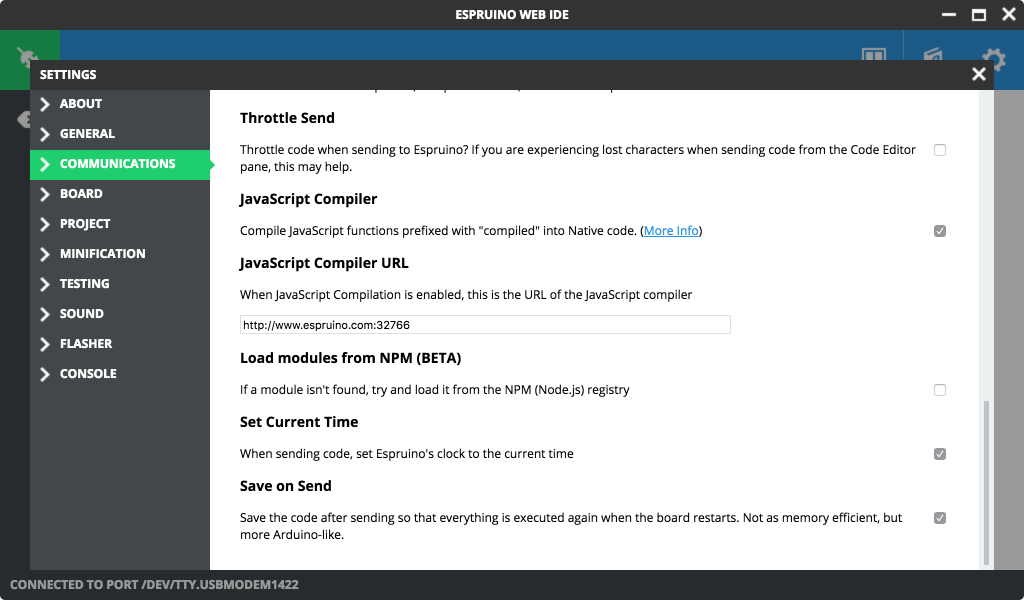 ESPRUINO WEB IDE
SETTINGS
ABOUT
GENERAL
COMMUNICATIONS
BOARD
PROJECT
MINIFICATION
TESTING
SOUND
FLASHER
CONSOLE
Throttle Send
Throttle code when sending to Espruino? If you are experiencing lost characters when sending code from the Code Editor
pane, this may help.
JavaScript Compiler
Compile JavaScript functions prefixed with "compiled" into Native code. (More Info)
JavaScript Compiler URL
When JavaScript Compilation is enabled, this is the URL of the JavaScript compiler
http://www.espruino.com:32766
Load modules from NPM (BETA)
If a module isn't found, try and load it from the NPM (Node.js) registry
Set Current Time
When sending code, set Espruino's clock to the current time
Save on Send
Save the code after sending so that everything is executed again when the board restarts. Not as memory efficient, but
more Arduino-like.
CONNECTED TO PORT /DEV/TTY.USBMODEM1422